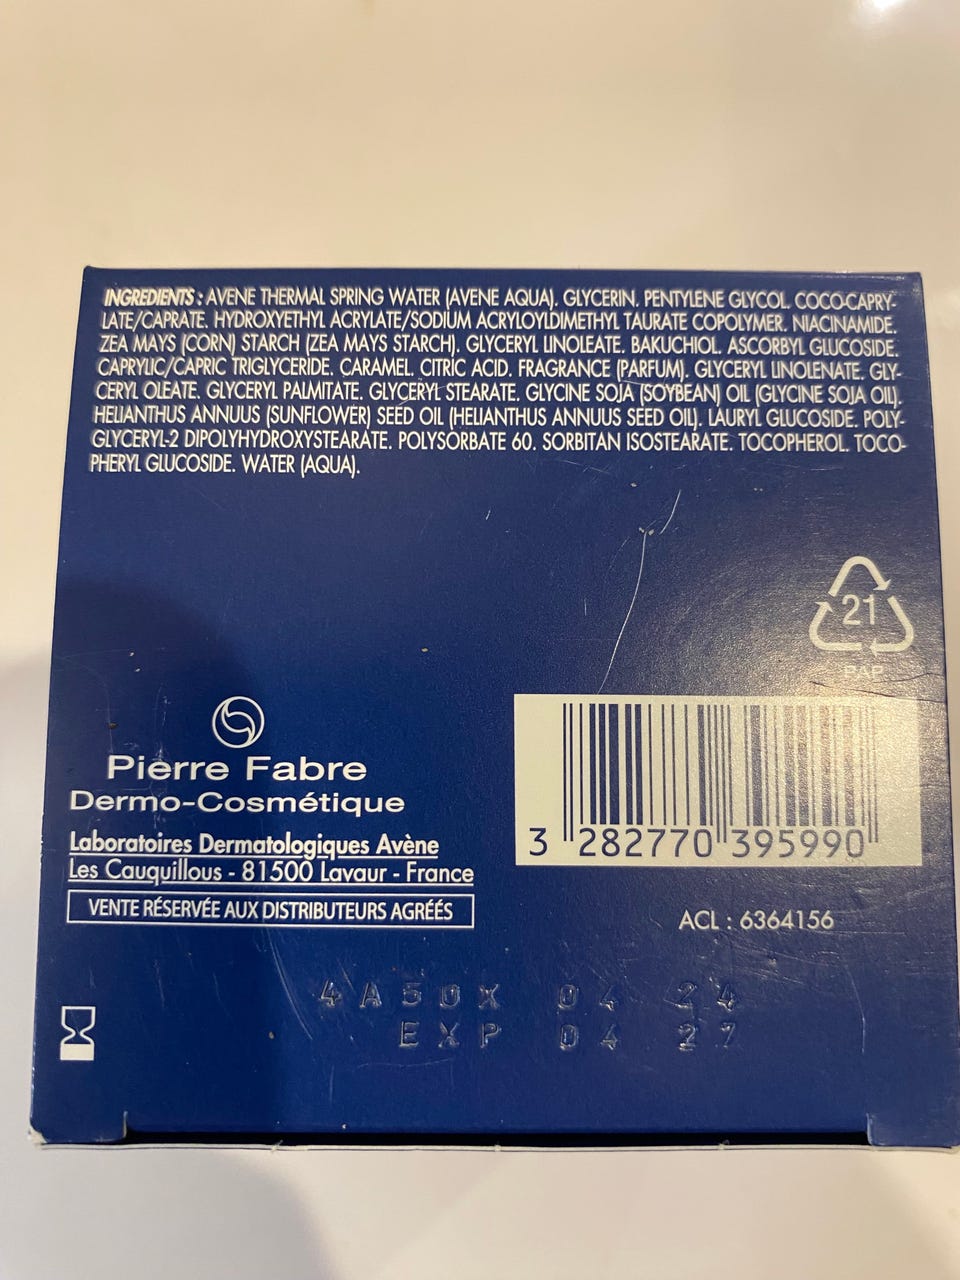 INGREDIENTS : AVENE THERMAL SPRING WATER (AVENE AQUA). GLYCERIN. PENTYLENE GLYCOL. COCO-CAPRY-
LATE/CAPRATE. HYDROXYETHYL ACRYLATE/SODIUM ACRYLOYLDIMETHYL TAURATE COPOLYMER. NIACINAMIDE.
ZEA MAYS (CORN) STARCH (ZEA MAYS STARCH). GLYCERYL LINOLEATE. BAKUCHIOL. ASCORBYL GLUCOSIDE.
CAPRYLIC/CAPRIC TRIGLYCERIDE. CARAMEL. CITRIC ACID. FRAGRANCE (PARFUM). GLYCERYL LINOLENATE. GLY-
CERYL OLEATE. GLYCERYL PALMITATE. GLYCERYL STEARATE. GLYCINE SOJA (SOYBEAN) OIL (GLYCINE SOJA OIL).
HELIANTHUS ANNUUS (SUNFLOWER) SEED OIL (HELIANTHUS ANNUUS SEED OIL). LAURYL GLUCOSIDE. POLY-
GLYCERYL-2 DIPOLYHYDROXYSTEARATE. POLYSORBATE 60. SORBITAN ISOSTEARATE. TOCOPHEROL. TOCO-
PHERYL GLUCOSIDE. WATER (AQUA).
21
PAP
Pierre Fabre
Dermo-Cosmétique
Laboratoires Dermatologiques Avène
Les Cauquillous - 81500 Lavaur - France
VENTE RÉSERVÉE AUX DISTRIBUTEURS AGRÉÉS
3 282770 395990
ACL : 6364156
4A50X 04 24
EXP 04 27